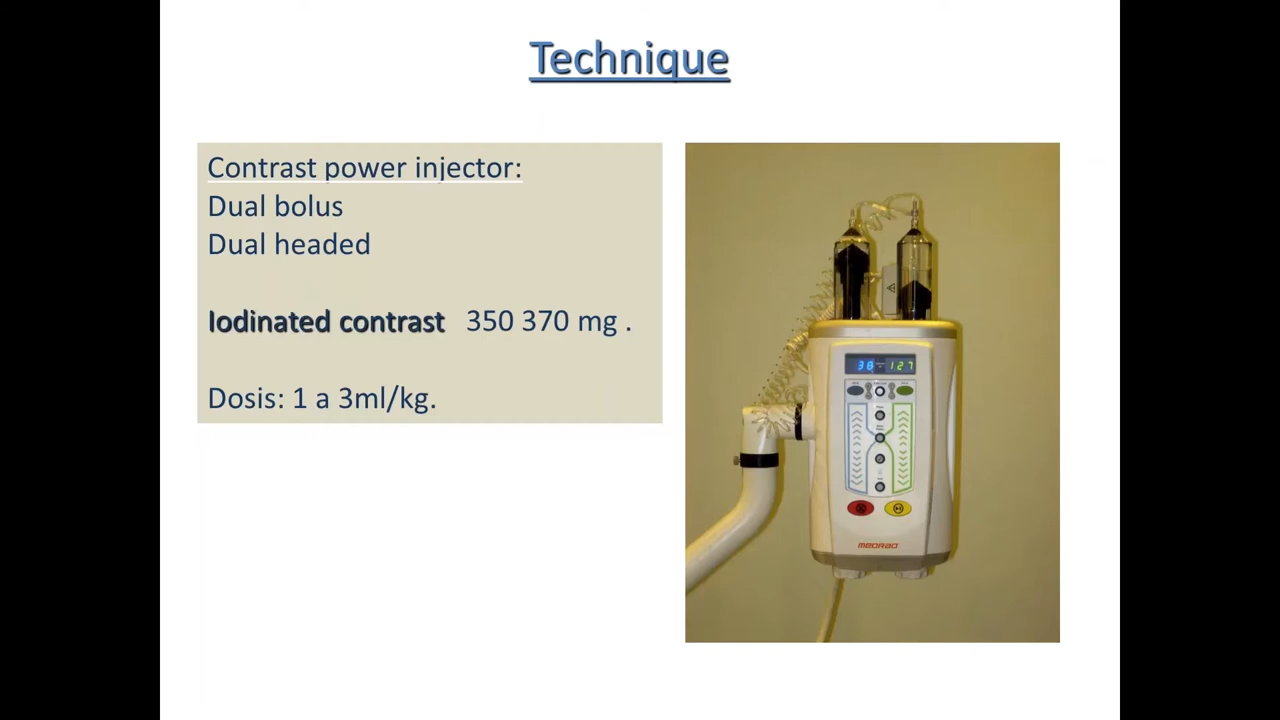 Technique
Contrast power injector:
Dual bolus
Dual headed
Iodinated contrast 350 370 mg .
Dosis: 1 a 3ml/kg.
38 127
MEDRAD